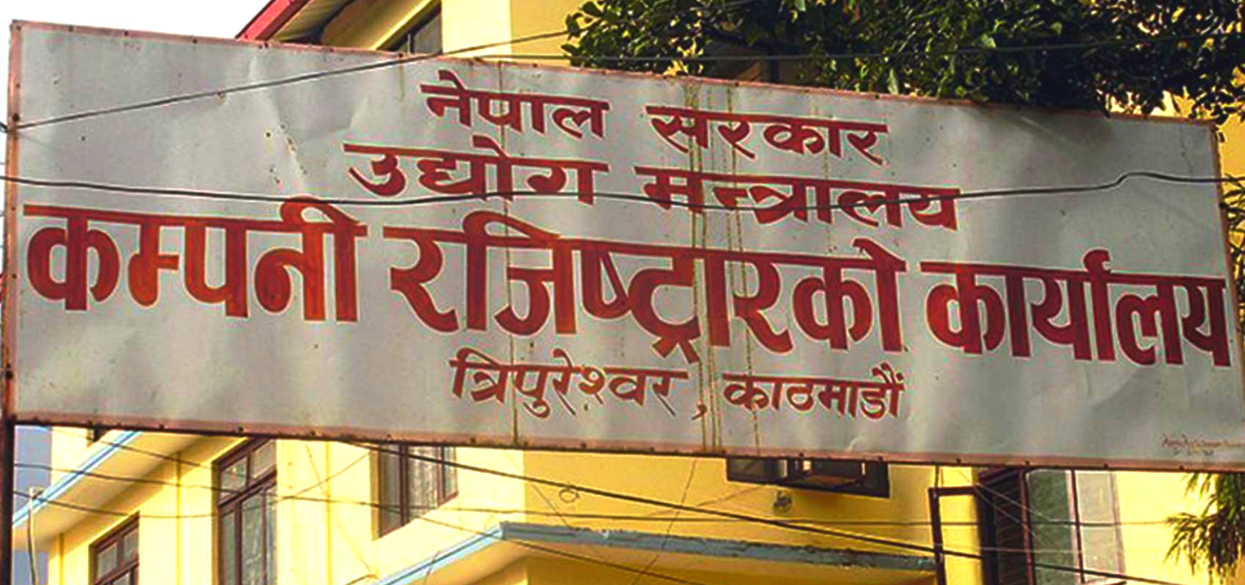 नेपाल सरकार
उद्योग मन्त्रालय
कम्पनी रजिष्ट्रारको कार्यालय
त्रिपुरेश्वर, काठमाडौं